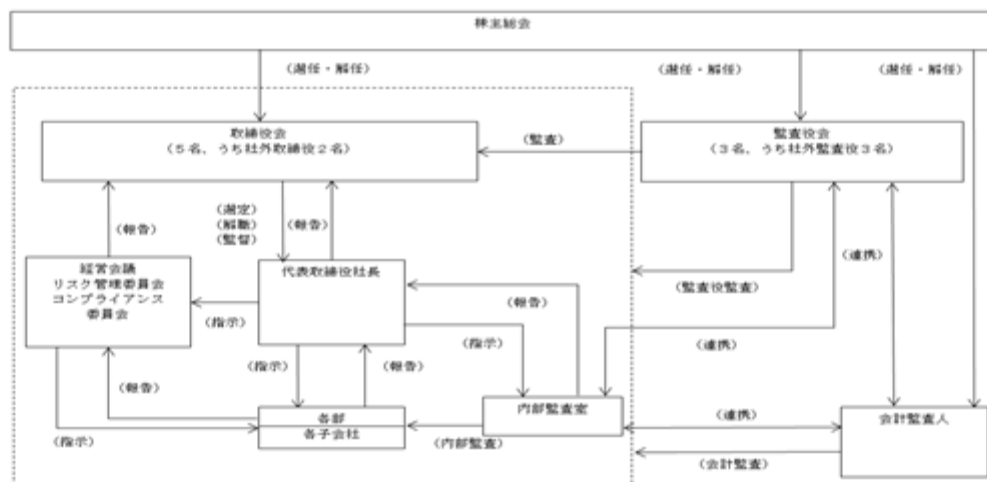 株主総会
(選任・解任)
(選任・解任)
(選任・解任)
取締役会
(5名、うち社外取締役2名)
(監査)
監査役会
(3名、うち社外監査役3名)
(選定)
(解職)
(監督)
(報告)
(報告)
(連携)
経営会議
リスク管理委員会
コンプライアンス
委員会
代表取締役社長
(監査役監査)
(報告)
(指示)
(指示)
(連携)
(指示)
(報告)
(報告)
内部監査室
各部
各子会社
(指示)
(内部監査)
(連携)
会計監査人
(会計監査)